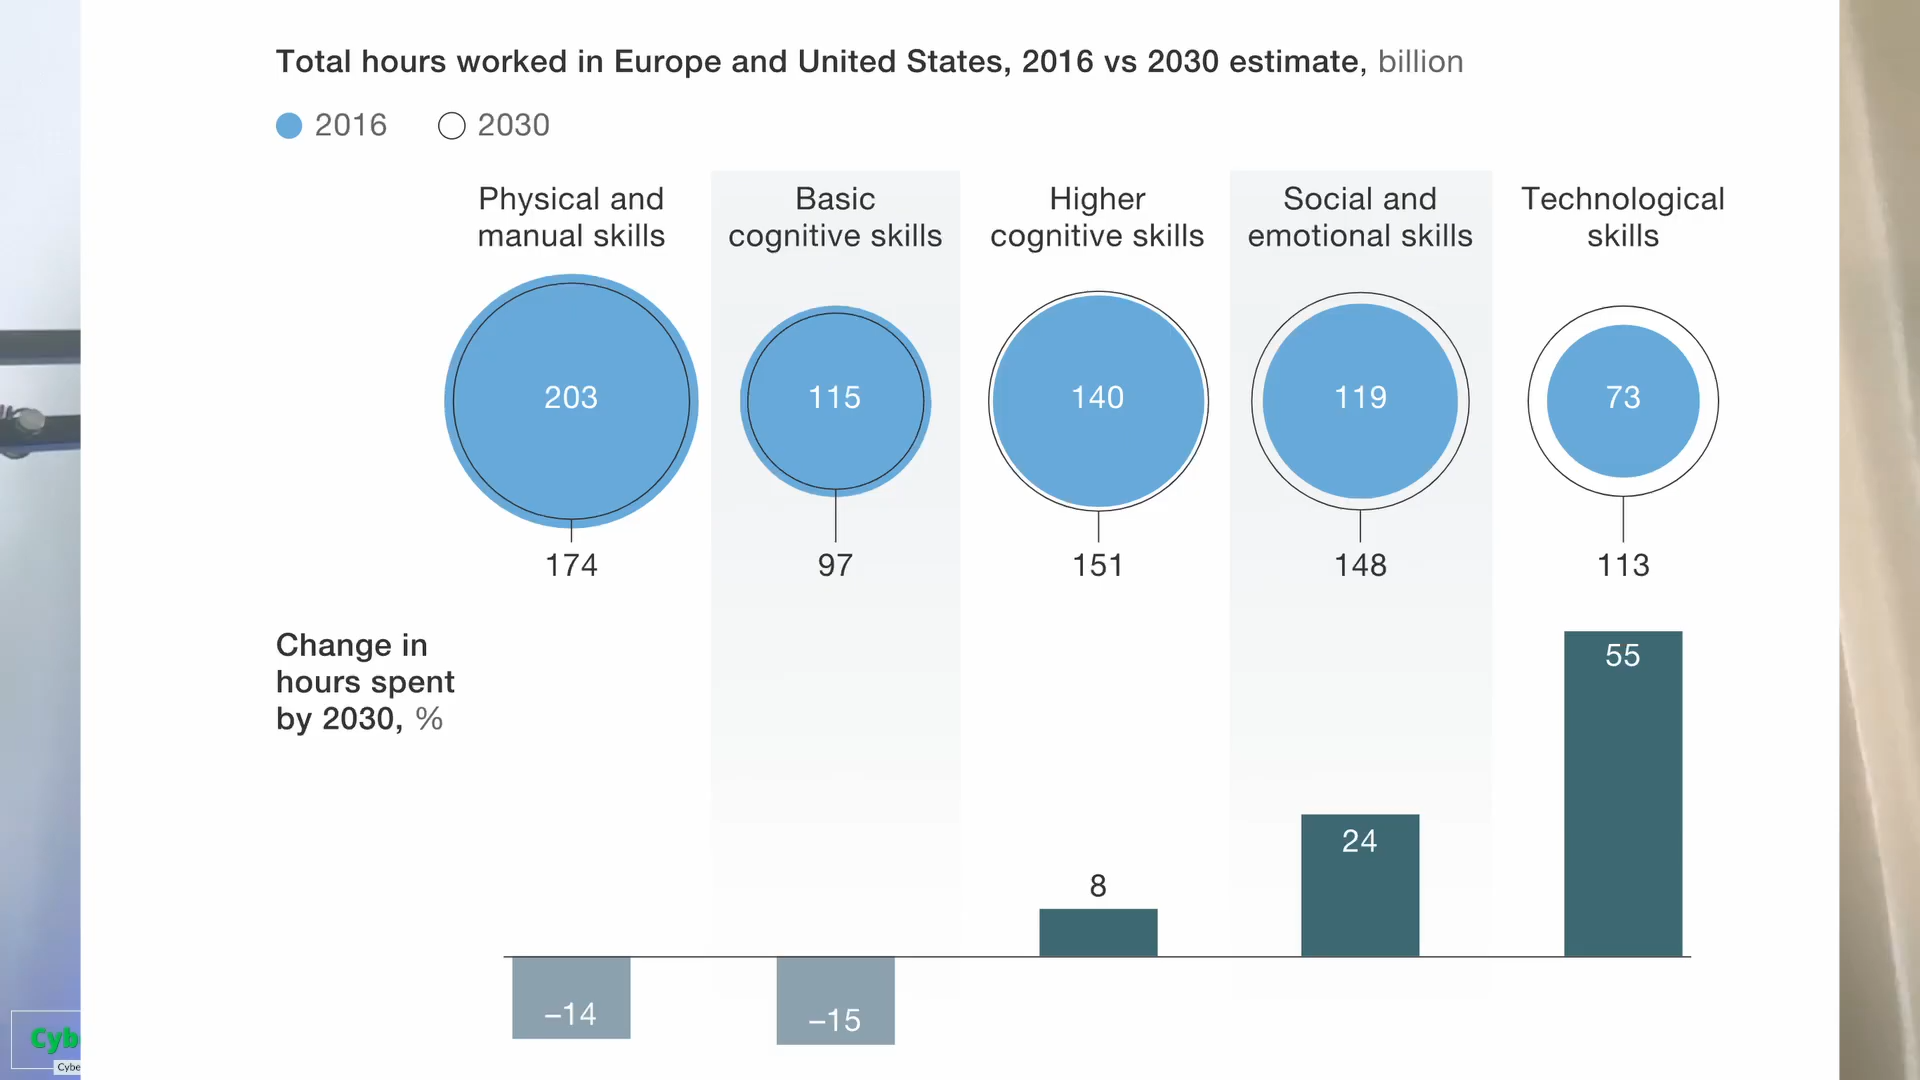 Total hours worked in Europe and United States, 2016 vs 2030 estimate, billion
2016 2030
Physical and
manual skills
Basic
cognitive skills
Higher
cognitive skills
Social and
emotional skills
Technological
skills
203 115 140 119 73
174 97 151 148 113
Change in
hours spent
by 2030, %
55
24
8
–14
–15
Cyb
Cybe